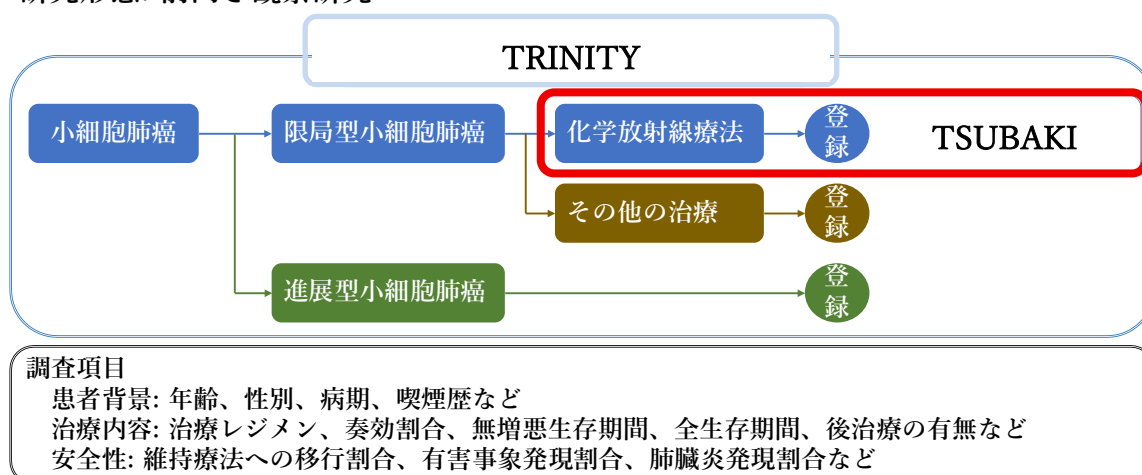 TRINITY
小細胞肺癌
限局型小細胞肺癌
化学放射線療法
登録
TSUBAKI
その他の治療
登録
進展型小細胞肺癌
登録
調査項目
患者背景: 年齢、性別、病期、喫煙歴など
治療内容: 治療レジメン、奏効割合、無増悪生存期間、全生存期間、後治療の有無など
安全性: 維持療法への移行割合、有害事象発現割合、肺臓炎発現割合など